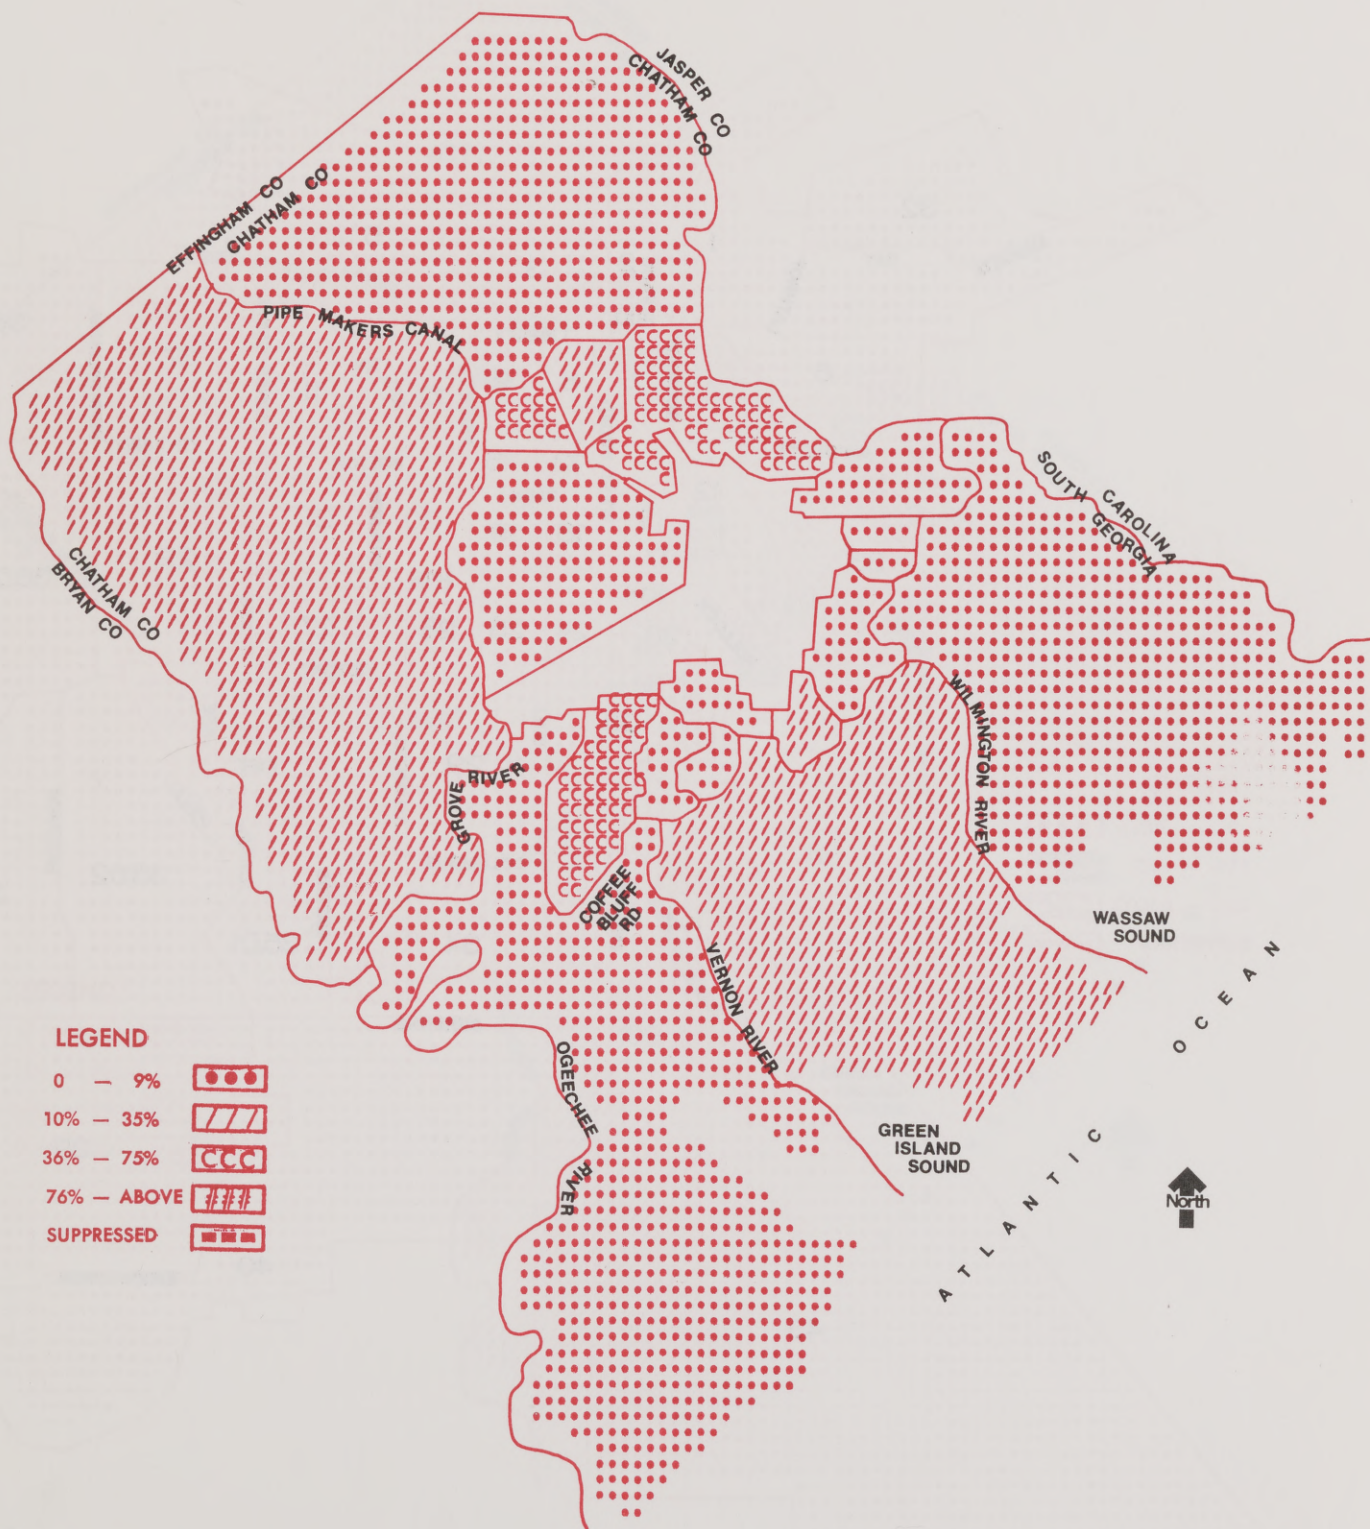 JASPER CO
CHATHAM CO
EFFINGHAM CO
CHATHAM CO
PIPE MAKERS CANAL
SOUTH CAROLINA
GEORGIA
CHATHAM CO
BRYAN CO
WILMINGTON RIVER
GROVE RIVER
COFFEE
BLUFF
RD
VERNON RIVER
WASSAW
SOUND
OGEECHEE RIVER
GREEN
ISLAND
SOUND
ATLANTIC OCEAN
North
LEGEND
0 — 9%
10% — 35%
36% — 75%
CCC
76% — ABOVE
SUPPRESSED